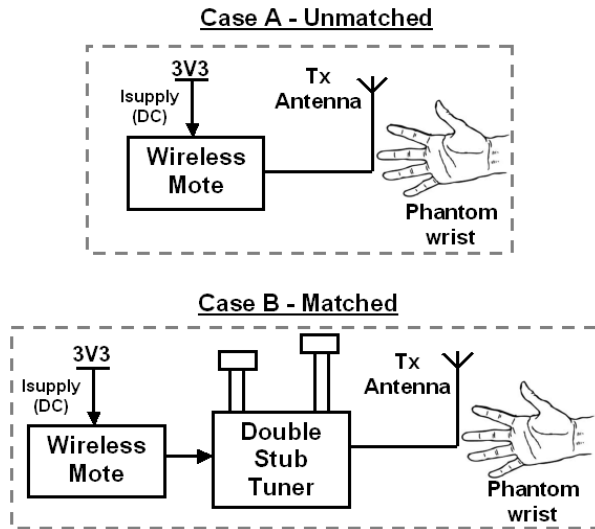 Case A - Unmatched
3V3
Isupply
(DC)
Tx
Antenna
Wireless
Mote
Phantom
wrist
Case B - Matched
3V3
Isupply
(DC)
Tx
Antenna
Wireless
Mote
Double
Stub
Tuner
Phantom
wrist